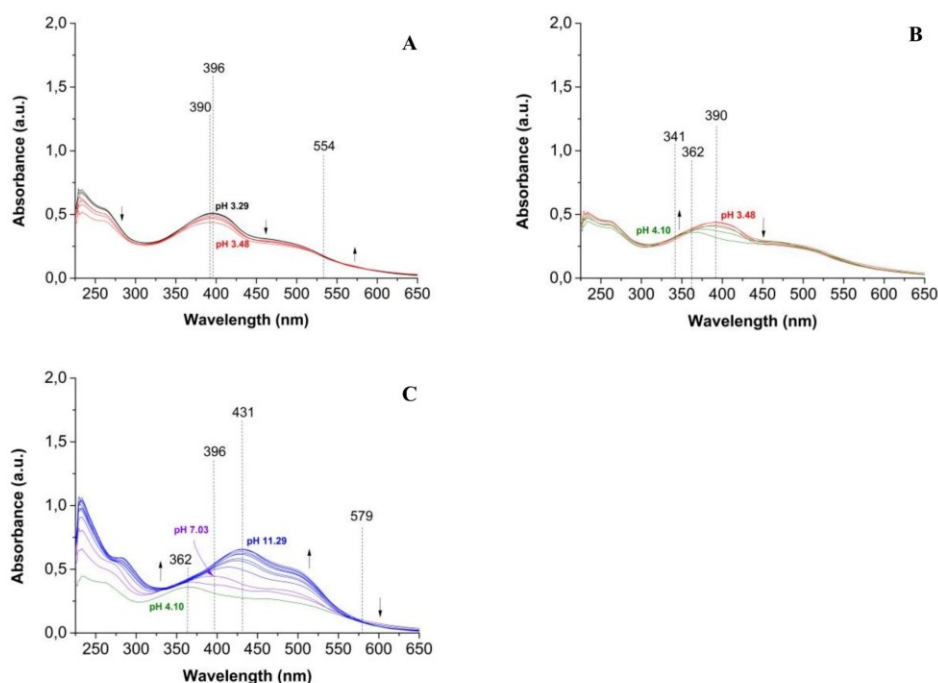 A
2,0
1,5
1,0
0,5
0,0
Absorbance (a.u.)
396
390
554
pH 3.29
pH 3.48
250 300 350 400 450 500 550 600 650
Wavelength (nm)
B
2,0
1,5
1,0
0,5
0,0
Absorbance (a.u.)
390
341
362
pH 3.48
pH 4.10
250 300 350 400 450 500 550 600 650
Wavelength (nm)
C
2,0
1,5
1,0
0,5
0,0
Absorbance (a.u.)
431
396
579
pH 7.03
pH 11.29
362
pH 4.10
250 300 350 400 450 500 550 600 650
Wavelength (nm)